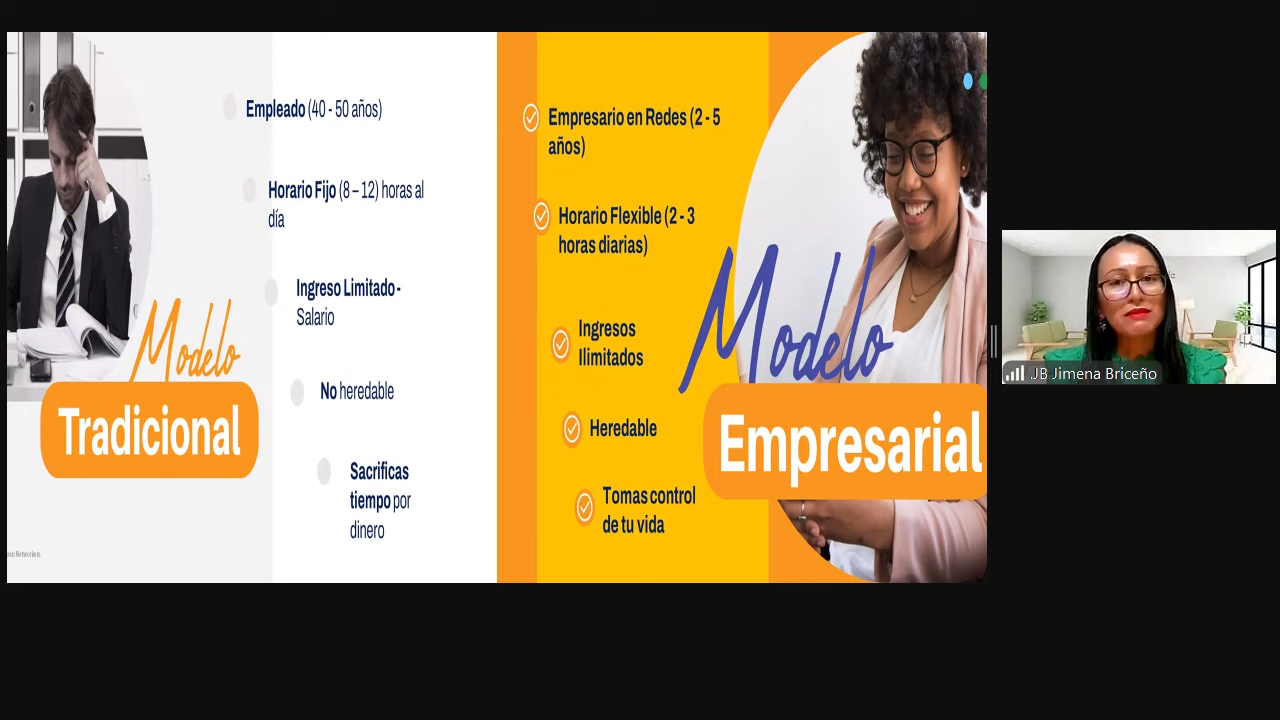 Empleado (40 - 50 años)
Horario Fijo (8 – 12) horas al
día
Ingreso Limitado -
Salario
No heredable
Sacrificas
tiempo por
dinero
Modelo
Tradicional
Empresario en Redes (2 - 5
años)
Horario Flexible (2 - 3
horas diarias)
Ingresos
Ilimitados
Heredable
Tomas control
de tu vida
Modelo
Empresarial
JB Jimena Briceño